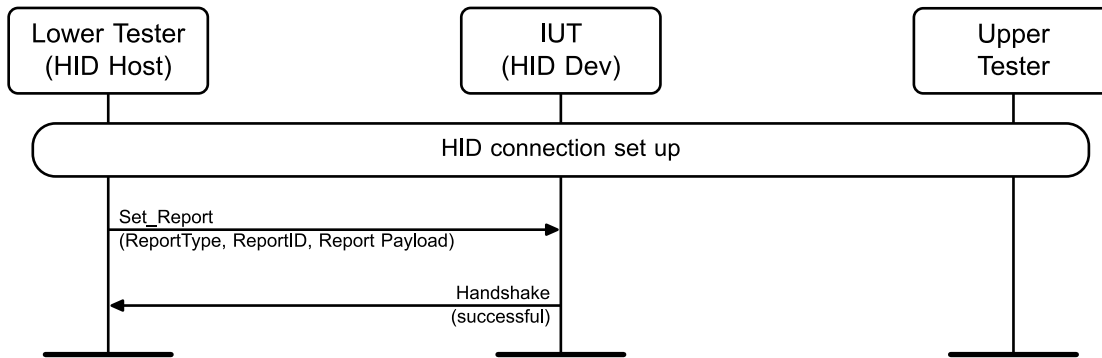 Lower Tester
(HID Host)
IUT
(HID Dev)
Upper
Tester
HID connection set up
Set_Report
(ReportType, ReportID, Report Payload)
Handshake
(successful)